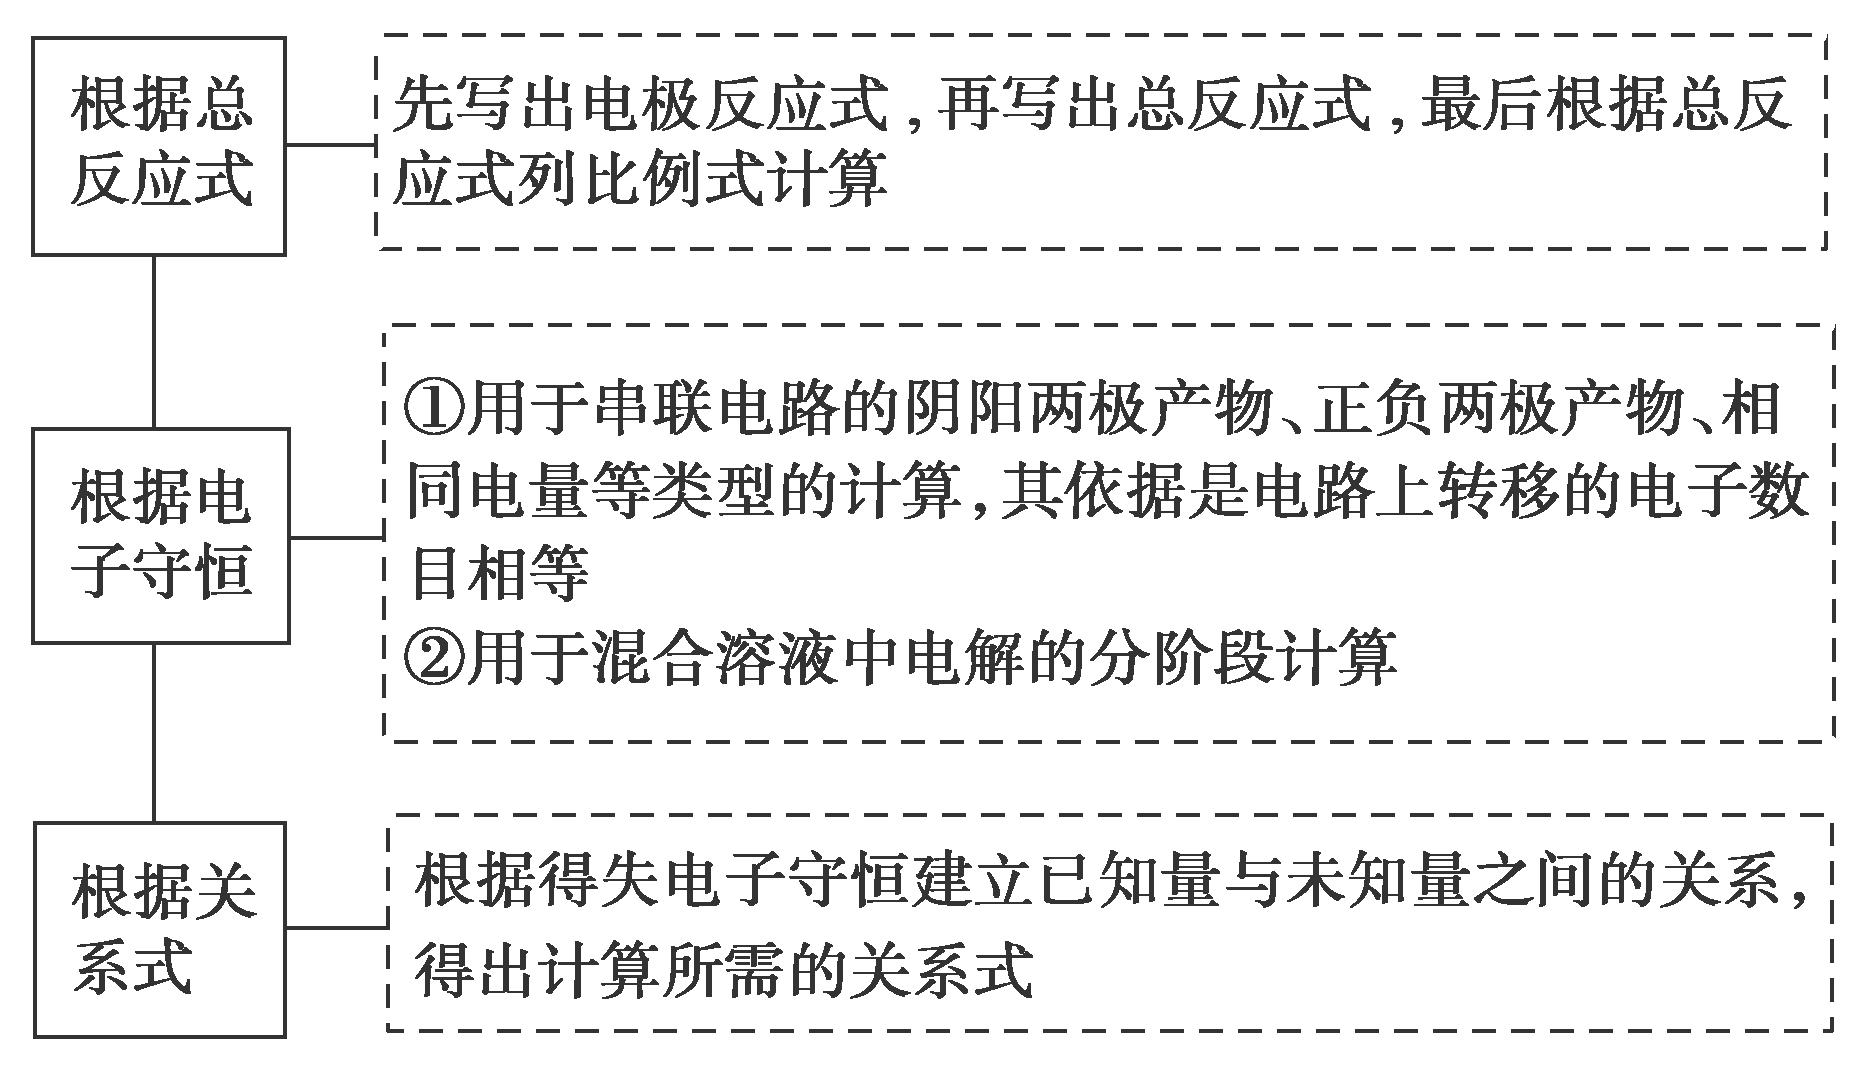 根据总
反应式
先写出电极反应式,再写出总反应式,最后根据总反
应式列比例式计算
根据电
子守恒
①用于串联电路的阴阳两极产物、正负两极产物、相
同电量等类型的计算,其依据是电路上转移的电子数
目相等
②用于混合溶液中电解的分阶段计算
根据关
系式
根据得失电子守恒建立已知量与未知量之间的关系,
得出计算所需的关系式